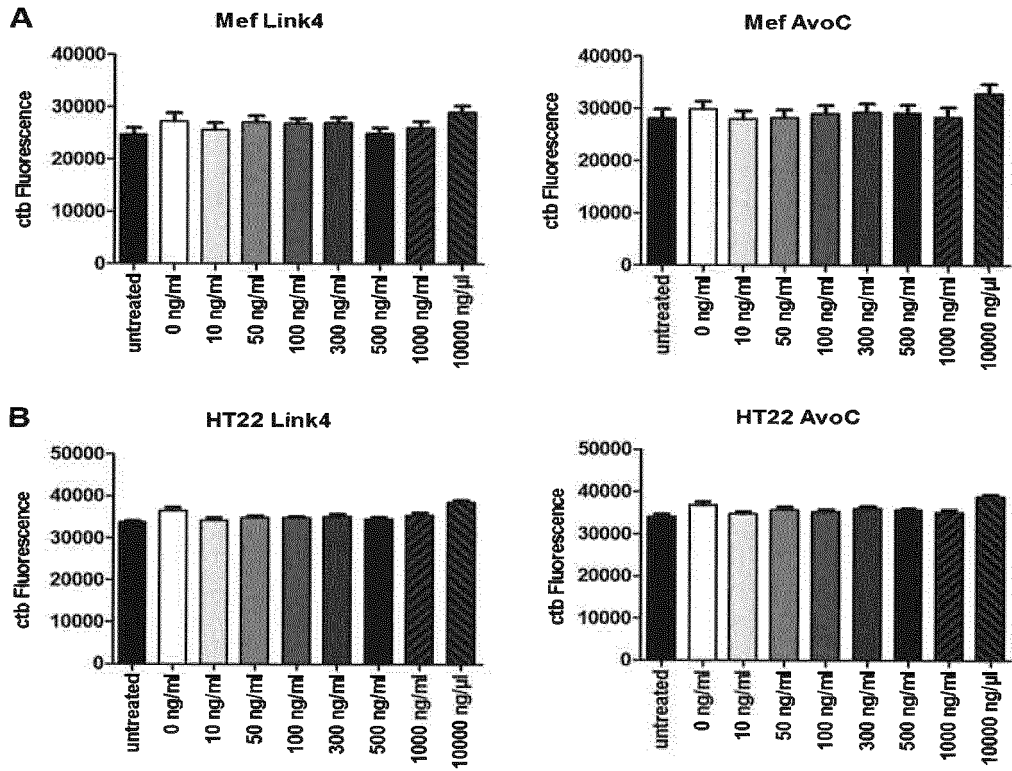 A
Mef Link4
ctb Fluorescence
40000
30000
20000
10000
0
untreated
0 ng/ml
10 ng/ml
50 ng/ml
100 ng/ml
300 ng/ml
500 ng/ml
1000 ng/ml
10000 ng/µl
Mef AvoC
ctb Fluorescence
40000
30000
20000
10000
0
untreated
0 ng/ml
10 ng/ml
50 ng/ml
100 ng/ml
300 ng/ml
500 ng/ml
1000 ng/ml
10000 ng/µl
B
HT22 Link4
ctb Fluorescence
50000
40000
30000
20000
10000
0
untreated
0 ng/ml
10 ng/ml
50 ng/ml
100 ng/ml
300 ng/ml
500 ng/ml
1000 ng/ml
10000 ng/µl
HT22 AvoC
ctb Fluorescence
50000
40000
30000
20000
10000
0
untreated
0 ng/ml
10 ng/ml
50 ng/ml
100 ng/ml
300 ng/ml
500 ng/ml
1000 ng/ml
10000 ng/µl